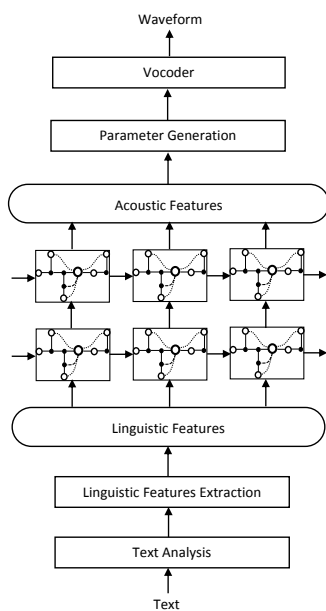 Waveform
Vocoder
Parameter Generation
Acoustic Features
Linguistic Features
Linguistic Features Extraction
Text Analysis
Text